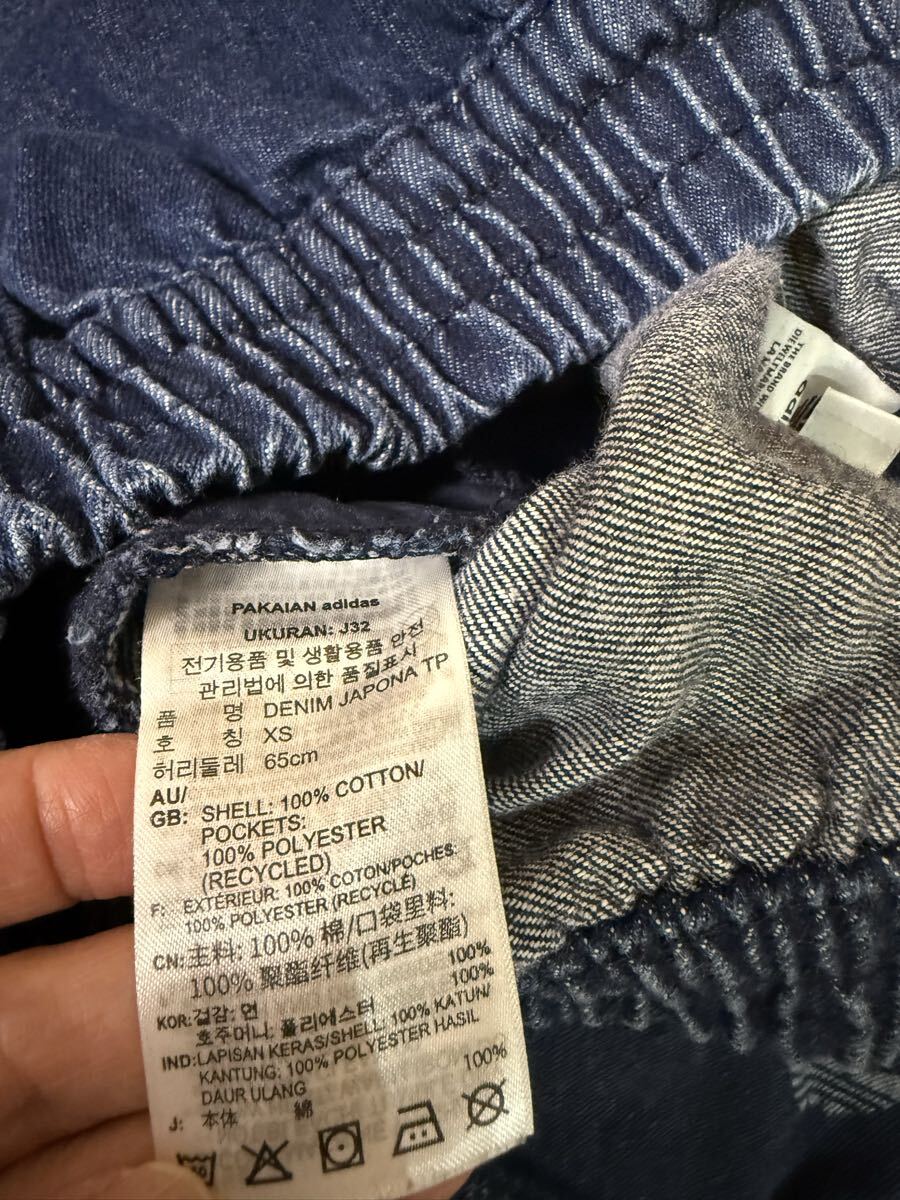 THE BRAND
PAKAIAN adidas
UKURAN: J32
전기용품 및 생활용품 안전
관리법에 의한 품질표시
품 명 DENIM JAPONA TP
호 칭 XS
허리둘레 65cm
AU/
GB: SHELL: 100% COTTON/
POCKETS:
100% POLYESTER
(RECYCLED)
F: EXTÉRIEUR: 100% COTON/POCHES:
100% POLYESTER (RECYCLÉ)
CN: 主料: 100% 棉/口袋里料:
100% 聚酯纤维(再生聚酯)
100%
KOR: 겉감: 면 100%
호주머니: 폴리에스터
IND: LAPISAN KERAS/SHELL: 100% KATUN/
KANTUNG: 100% POLYESTER HASIL
DAUR ULANG
J: 本体 綿 100%